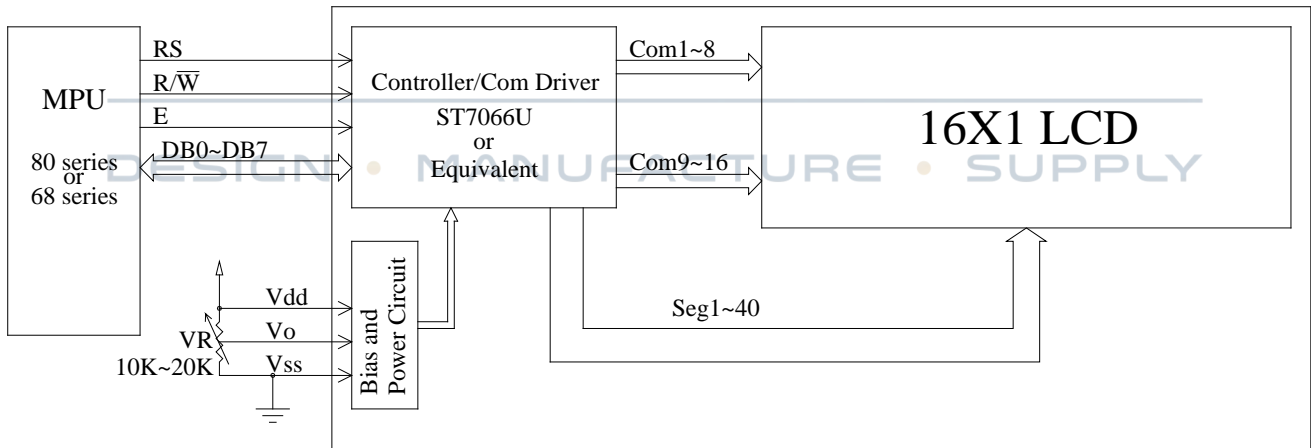 RS
R/W̅
E
DB0~DB7
MPU
80 series
or
68 series
Controller/Com Driver
ST7066U
or
Equivalent
Com1~8
Com9~16
16X1 LCD
DESIGN • MANUFACTURE • SUPPLY
Vdd
Vo
Vss
VR
10K~20K
Bias and
Power Circuit
Seg1~40